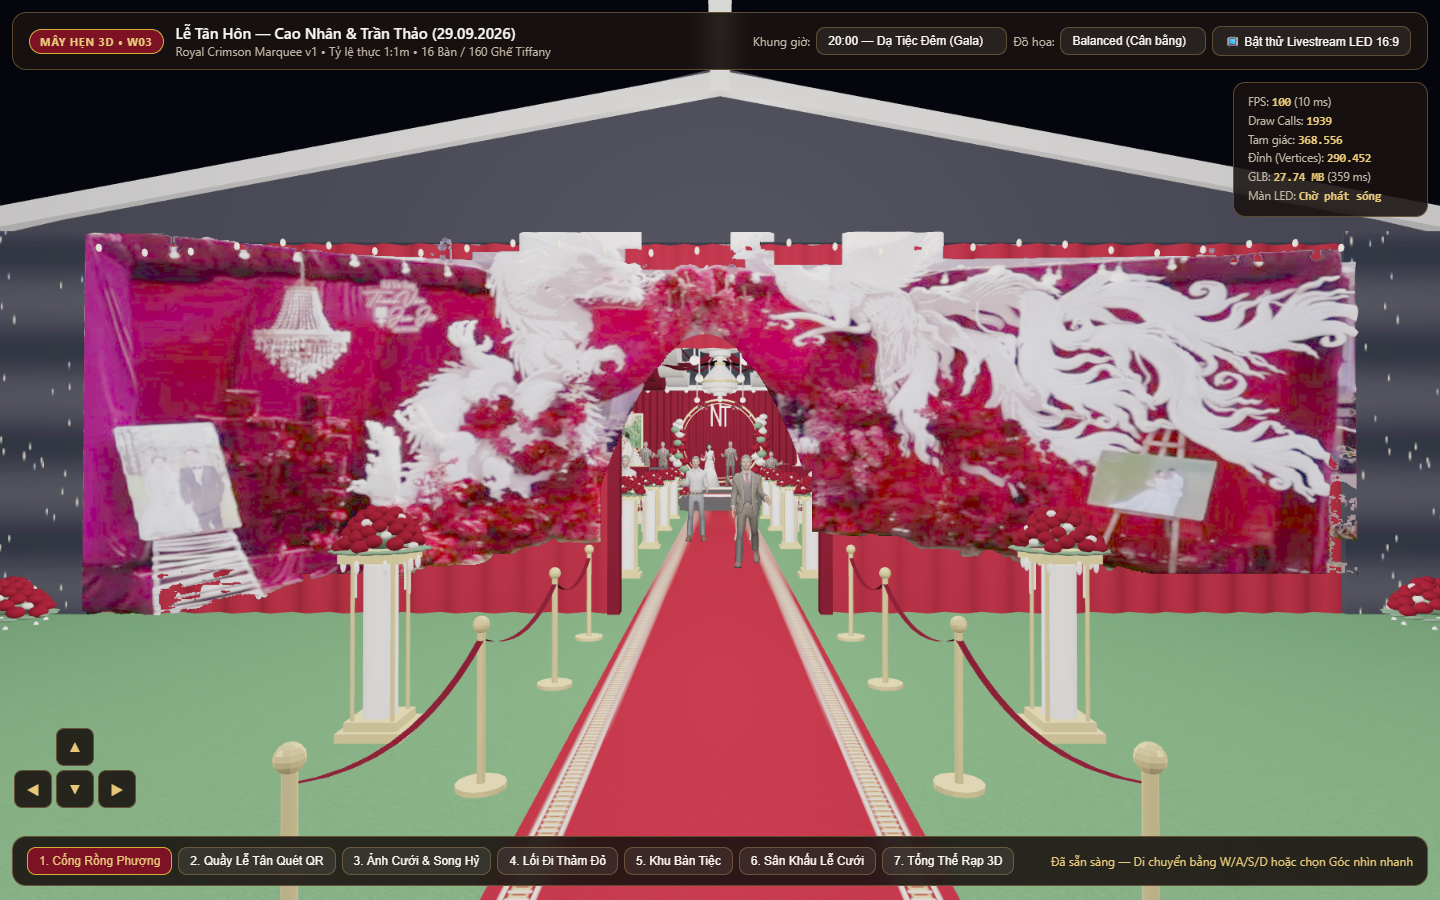 MÂY HẸN 3D • W03
Lễ Tân Hôn — Cao Nhân & Trần Thảo (29.09.2026)
Royal Crimson Marquee v1 • Tỷ lệ thực 1:1m • 16 Bàn / 160 Ghế Tiffany
Khung giờ:
20:00 — Dạ Tiệc Đêm (Gala)
Đồ họa:
Balanced (Cân bằng)
Bật thử Livestream LED 16:9
FPS: 100 (10 ms)
Draw Calls: 1939
Tam giác: 368.556
Đỉnh (Vertices): 290.452
GLB: 27.74 MB (359 ms)
Màn LED: Chờ phát sóng
▲
◀ ▼ ▶
1. Cổng Rồng Phượng
2. Quầy Lễ Tân Quét QR
3. Ảnh Cưới & Song Hỷ
4. Lối Đi Thảm Đỏ
5. Khu Bàn Tiệc
6. Sân Khấu Lễ Cưới
7. Tổng Thể Rạp 3D
Đã sẵn sàng — Di chuyển bằng W/A/S/D hoặc chọn Góc nhìn nhanh